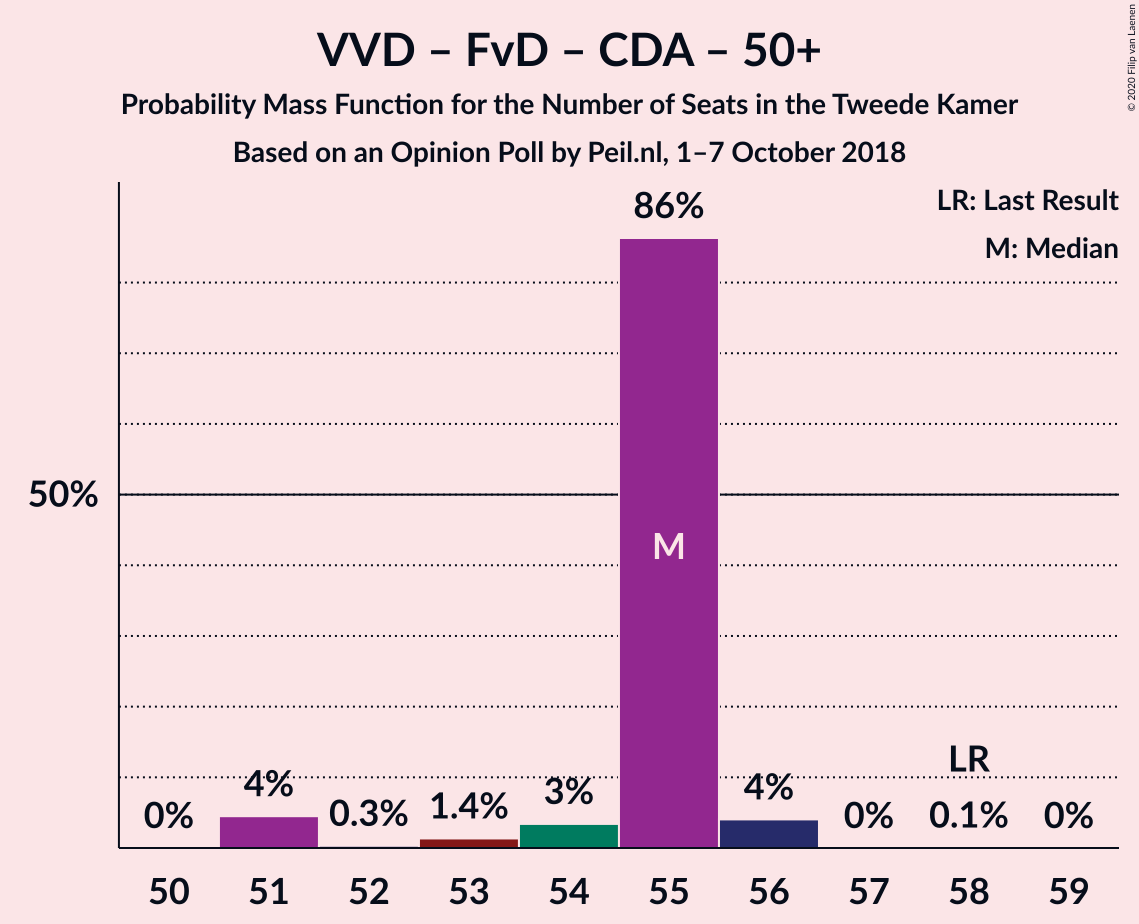 VVD – FvD – CDA – 50+
Probability Mass Function for the Number of Seats in the Tweede Kamer
Based on an Opinion Poll by Peil.nl, 1–7 October 2018
© 2020 Filip van Laenen
LR: Last Result
M: Median
86%
50%
M
LR
0%
4%
0.3%
1.4%
3%
4%
0%
0.1%
0%
50 51 52 53 54 55 56 57 58 59